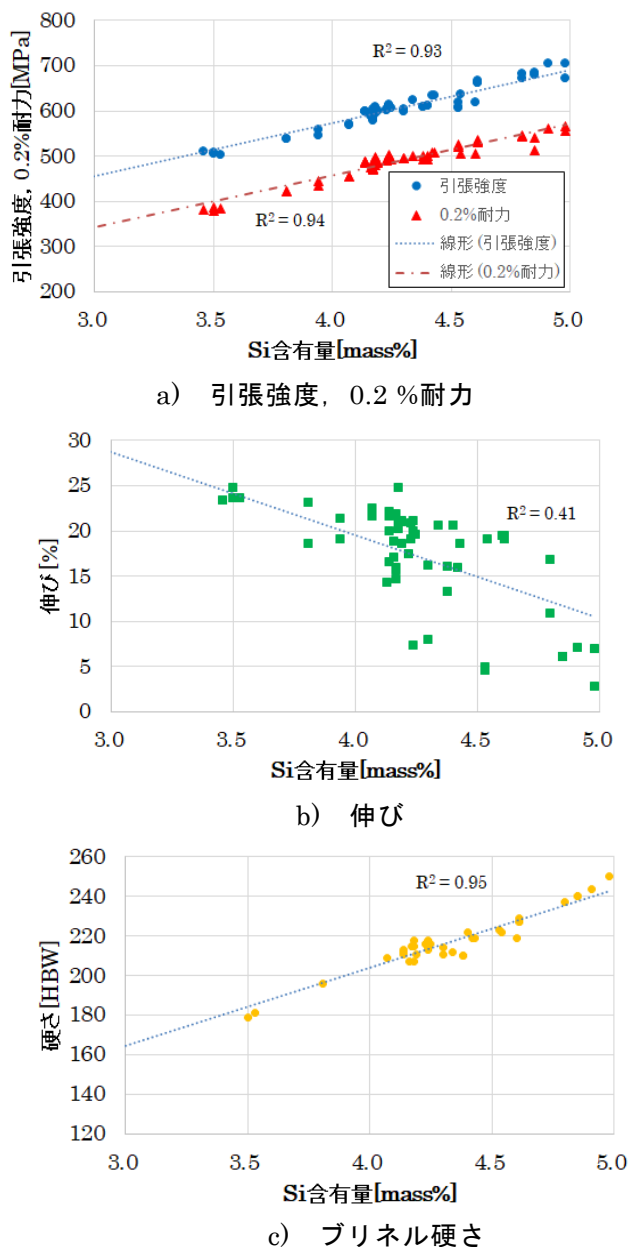 800
700
600
500
400
300
200
引張強度，0.2%耐力[MPa]
R² = 0.93
R² = 0.94
引張強度
0.2%耐力
線形 (引張強度)
線形 (0.2%耐力)
3.0 3.5 4.0 4.5 5.0
Si含有量[mass%]
a) 引張強度，0.2 %耐力
30
25
20
15
10
5
0
伸び [%]
R² = 0.41
3.0 3.5 4.0 4.5 5.0
Si含有量[mass%]
b) 伸び
260
240
220
200
180
160
140
120
硬さ[HBW]
R² = 0.95
3.0 3.5 4.0 4.5 5.0
Si含有量[mass%]
c) ブリネル硬さ